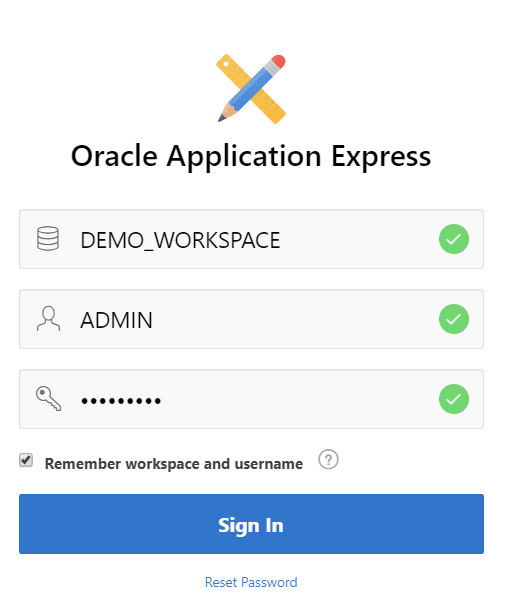 Oracle Application Express
DEMO_WORKSPACE
ADMIN
•••••••••
Remember workspace and username ?
Sign In
Reset Password